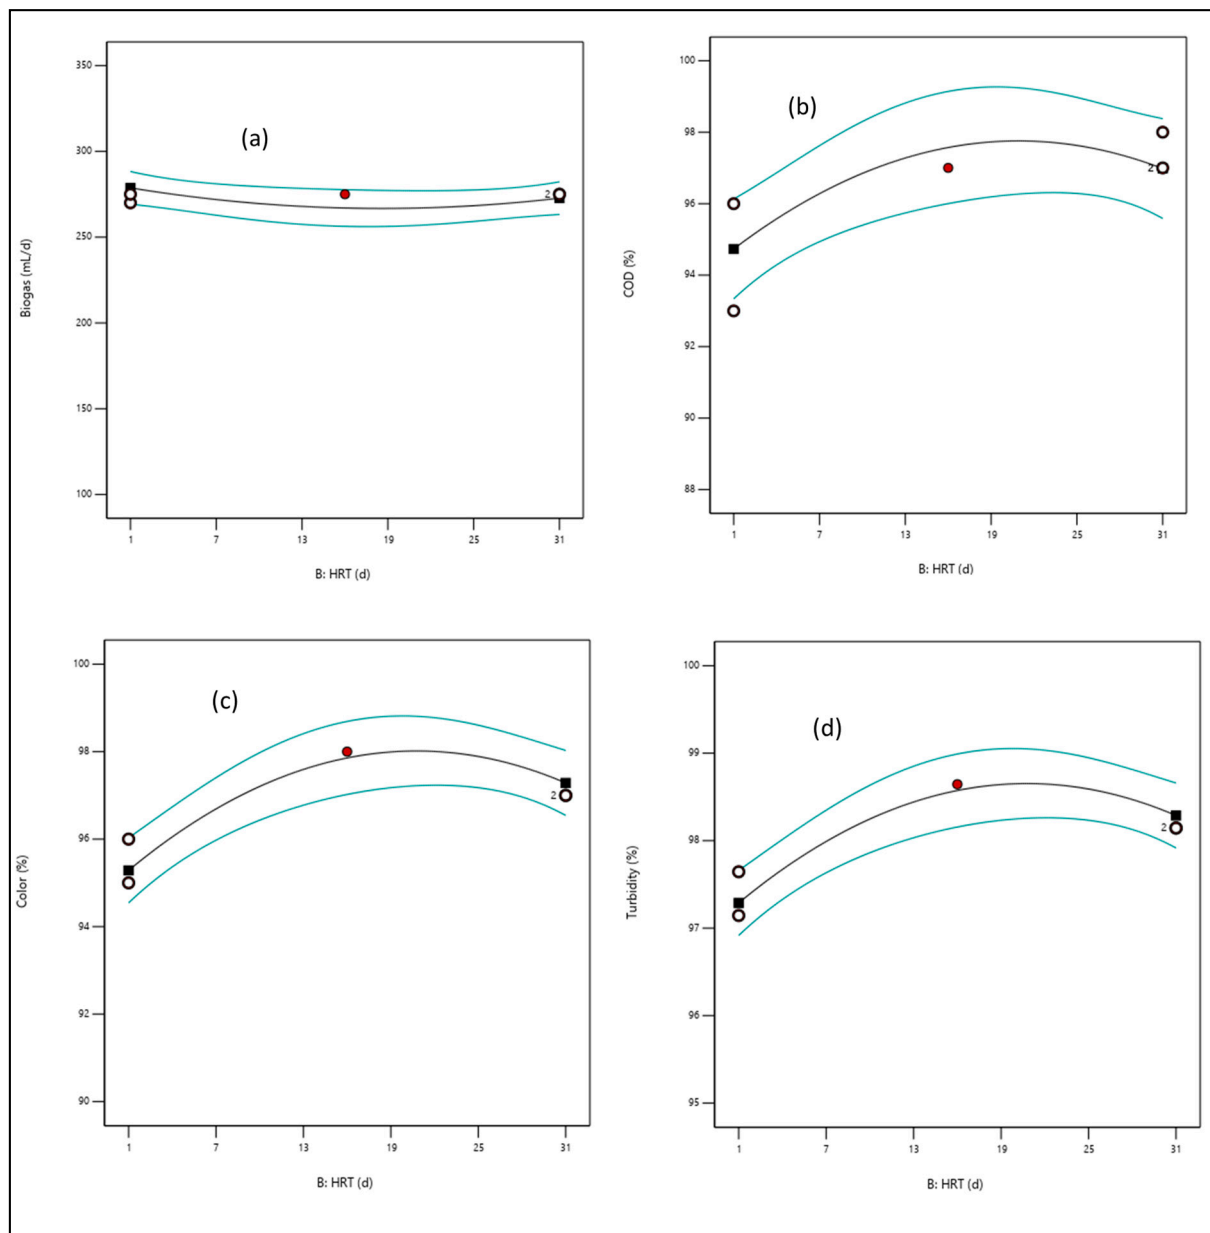 (a)
350
300
250
200
150
100
Biogas (mL/d)
2
1 7 13 19 25 31
B: HRT (d)
(b)
100
98
96
94
92
90
88
COD (%)
2
1 7 13 19 25 31
B: HRT (d)
(c)
100
98
96
94
92
90
Color (%)
2
1 7 13 19 25 31
B: HRT (d)
(d)
100
99
98
97
96
95
Turbidity (%)
2
1 7 13 19 25 31
B: HRT (d)